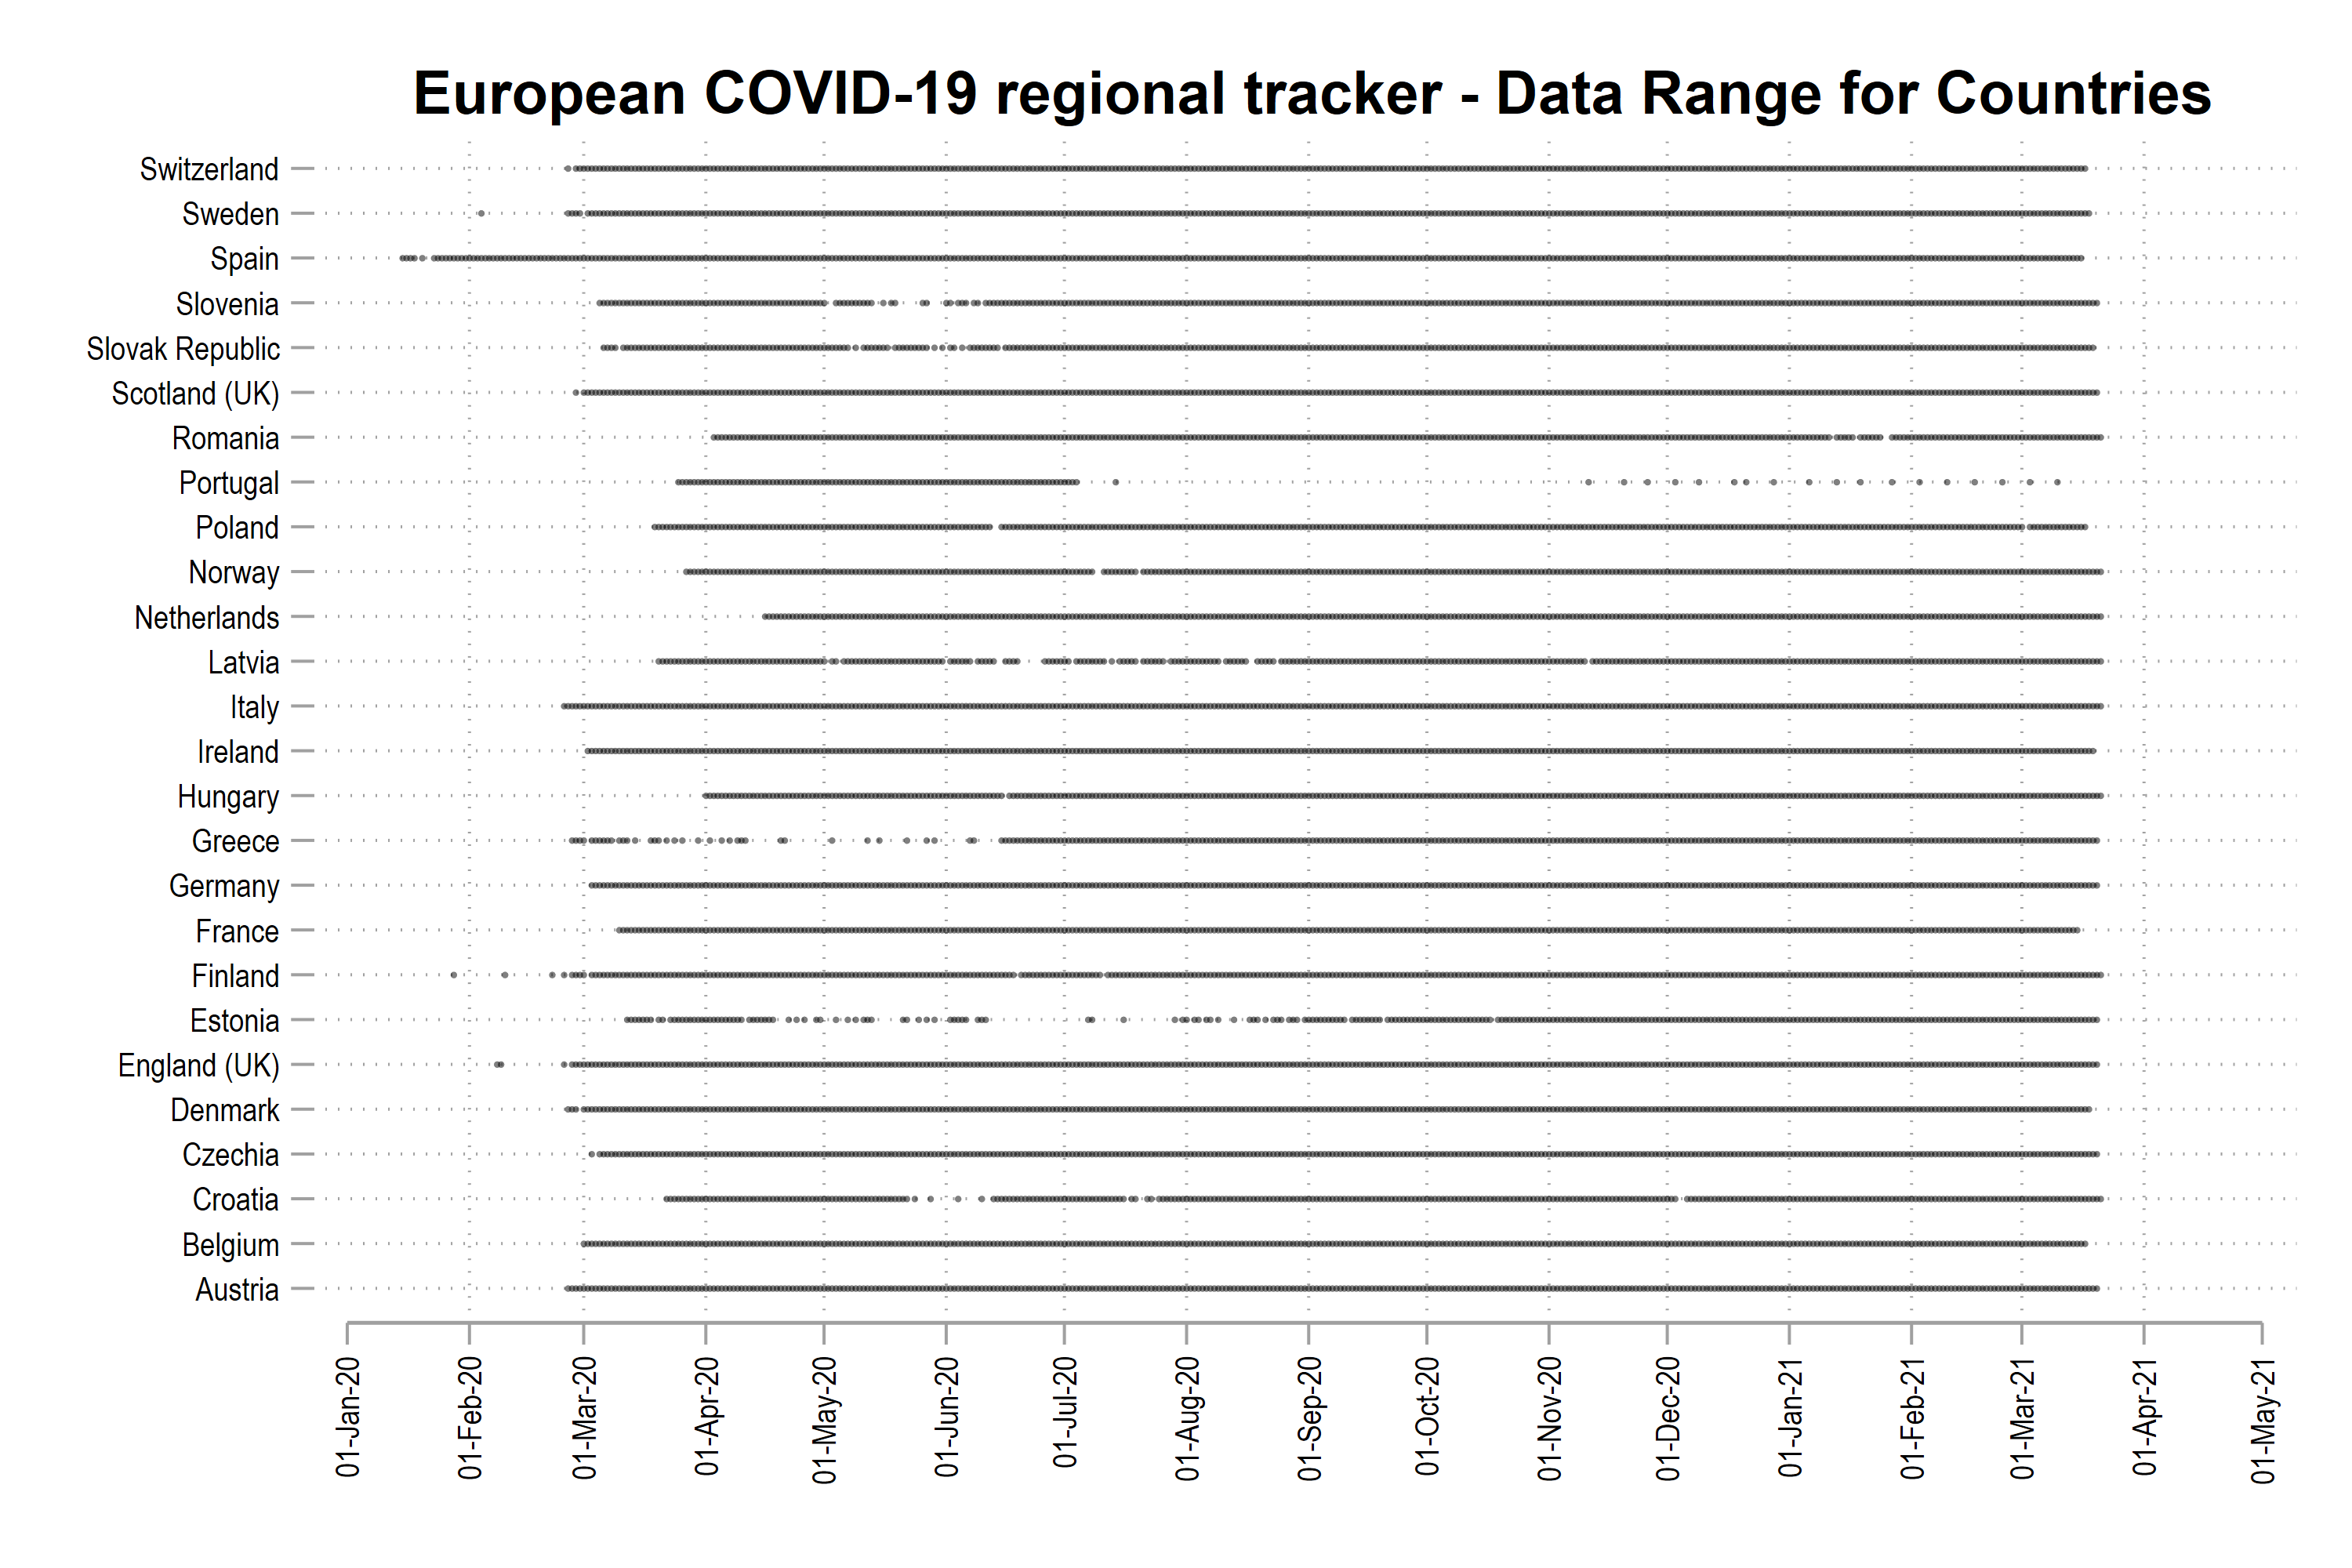 European COVID-19 regional tracker - Data Range for Countries
Switzerland
Sweden
Spain
Slovenia
Slovak Republic
Scotland (UK)
Romania
Portugal
Poland
Norway
Netherlands
Latvia
Italy
Ireland
Hungary
Greece
Germany
France
Finland
Estonia
England (UK)
Denmark
Czechia
Croatia
Belgium
Austria
01-Jan-20
01-Feb-20
01-Mar-20
01-Apr-20
01-May-20
01-Jun-20
01-Jul-20
01-Aug-20
01-Sep-20
01-Oct-20
01-Nov-20
01-Dec-20
01-Jan-21
01-Feb-21
01-Mar-21
01-Apr-21
01-May-21